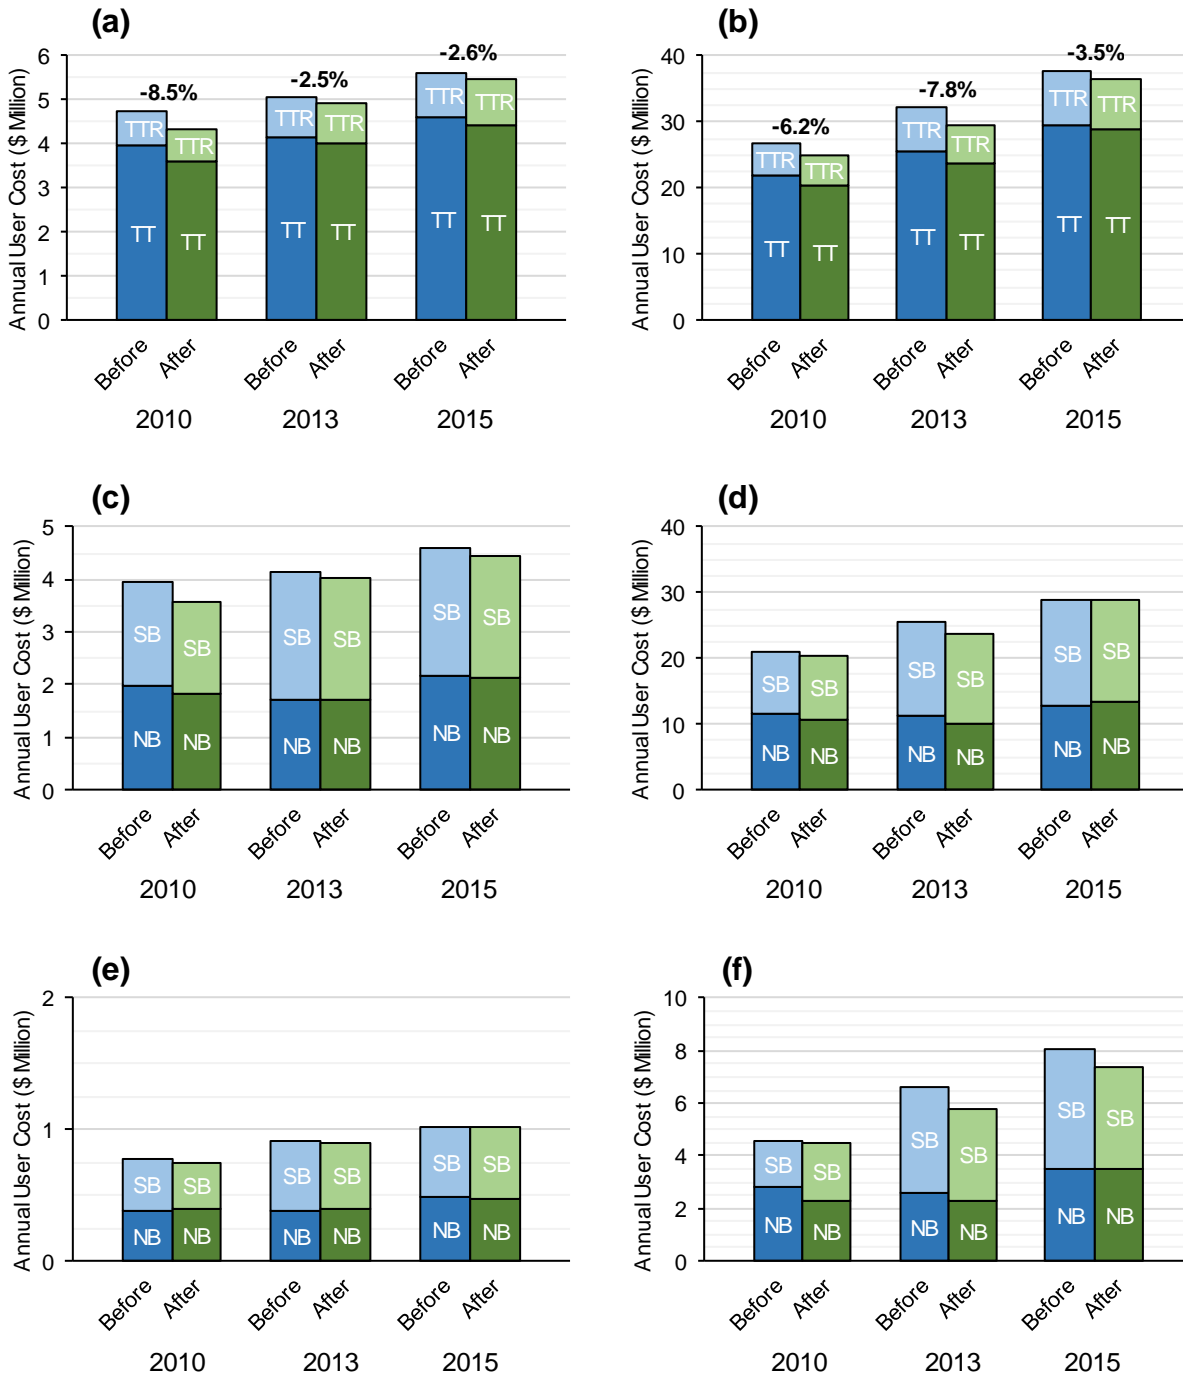 (a)
Annual User Cost ($ Million)
6
5
4
3
2
1
0
-8.5%
-2.5%
-2.6%
TTR
TTR
TTR
TTR
TTR
TTR
TT
TT
TT
TT
TT
TT
Before
After
Before
After
Before
After
2010
2013
2015
(b)
Annual User Cost ($ Million)
40
30
20
10
0
-6.2%
-7.8%
-3.5%
TTR
TTR
TTR
TTR
TTR
TTR
TT
TT
TT
TT
TT
TT
Before
After
Before
After
Before
After
2010
2013
2015
(c)
Annual User Cost ($ Million)
5
4
3
2
1
0
SB
SB
SB
SB
SB
SB
NB
NB
NB
NB
NB
NB
Before
After
Before
After
Before
After
2010
2013
2015
(d)
Annual User Cost ($ Million)
40
30
20
10
0
SB
SB
SB
SB
SB
SB
NB
NB
NB
NB
NB
NB
Before
After
Before
After
Before
After
2010
2013
2015
(e)
Annual User Cost ($ Million)
2
1
0
SB
SB
SB
SB
SB
SB
NB
NB
NB
NB
NB
NB
Before
After
Before
After
Before
After
2010
2013
2015
(f)
Annual User Cost ($ Million)
10
8
6
4
2
0
SB
SB
SB
SB
SB
SB
NB
NB
NB
NB
NB
NB
Before
After
Before
After
Before
After
2010
2013
2015